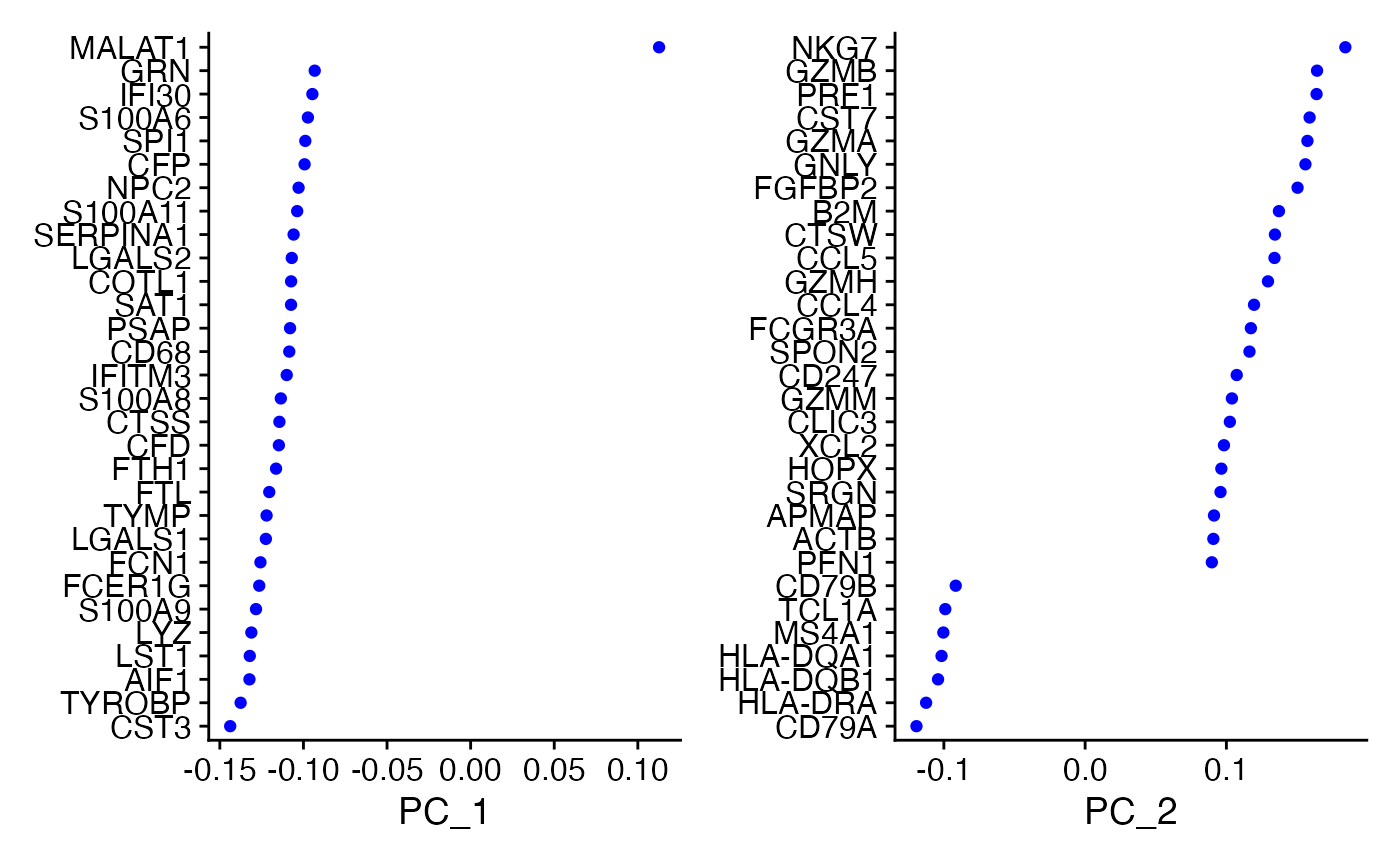 MALAT1
GRN
IFI30
S100A6
SPI1
CFP
NPC2
S100A11
SERPINA1
LGALS2
COTL1
SAT1
PSAP
CD68
IFITM3
S100A8
CTSS
CFD
FTH1
FTL
TYMP
LGALS1
FCN1
FCER1G
S100A9
LYZ
LST1
AIF1
TYROBP
CST3
-0.15 -0.10 -0.05 0.00 0.05 0.10
PC_1
NKG7
GZMB
PRF1
CST7
GZMA
GNLY
FGFBP2
B2M
CTSW
CCL5
GZMH
CCL4
FCGR3A
SPON2
CD247
GZMM
CLIC3
XCL2
HOPX
SRGN
APMAP
ACTB
PFN1
CD79B
TCL1A
MS4A1
HLA-DQA1
HLA-DQB1
HLA-DRA
CD79A
-0.1 0.0 0.1
PC_2